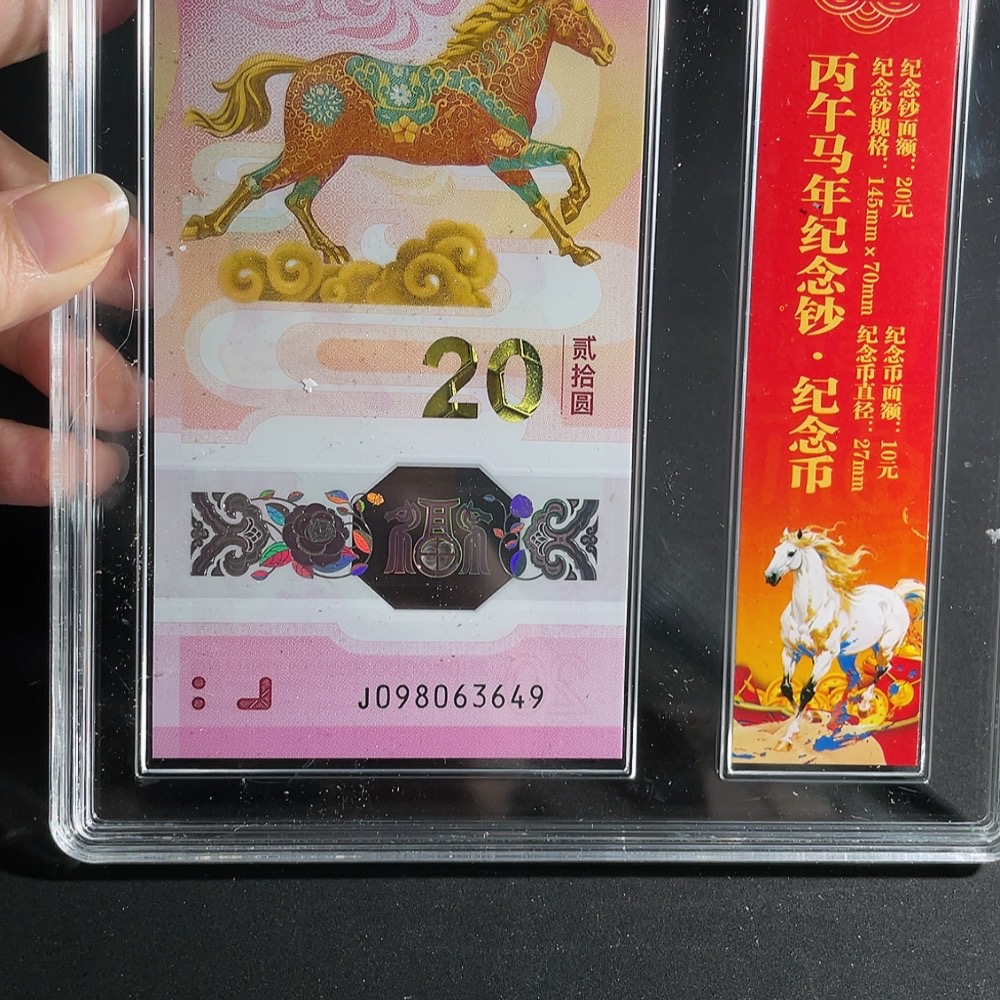 20
贰拾圆
J098063649
丙午马年纪念钞·纪念币
纪念钞面额：20元
纪念钞规格：145mm×70mm
纪念币面额：10元
纪念币直径：27mm